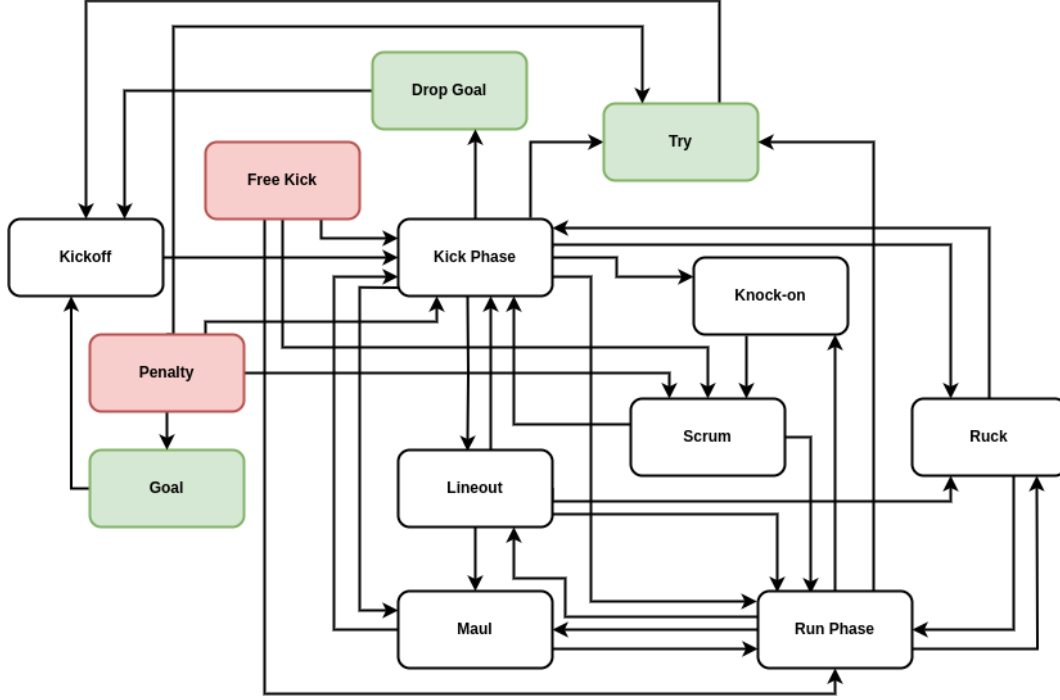 Drop Goal
Try
Free Kick
Kickoff
Kick Phase
Knock-on
Penalty
Scrum
Ruck
Goal
Lineout
Maul
Run Phase